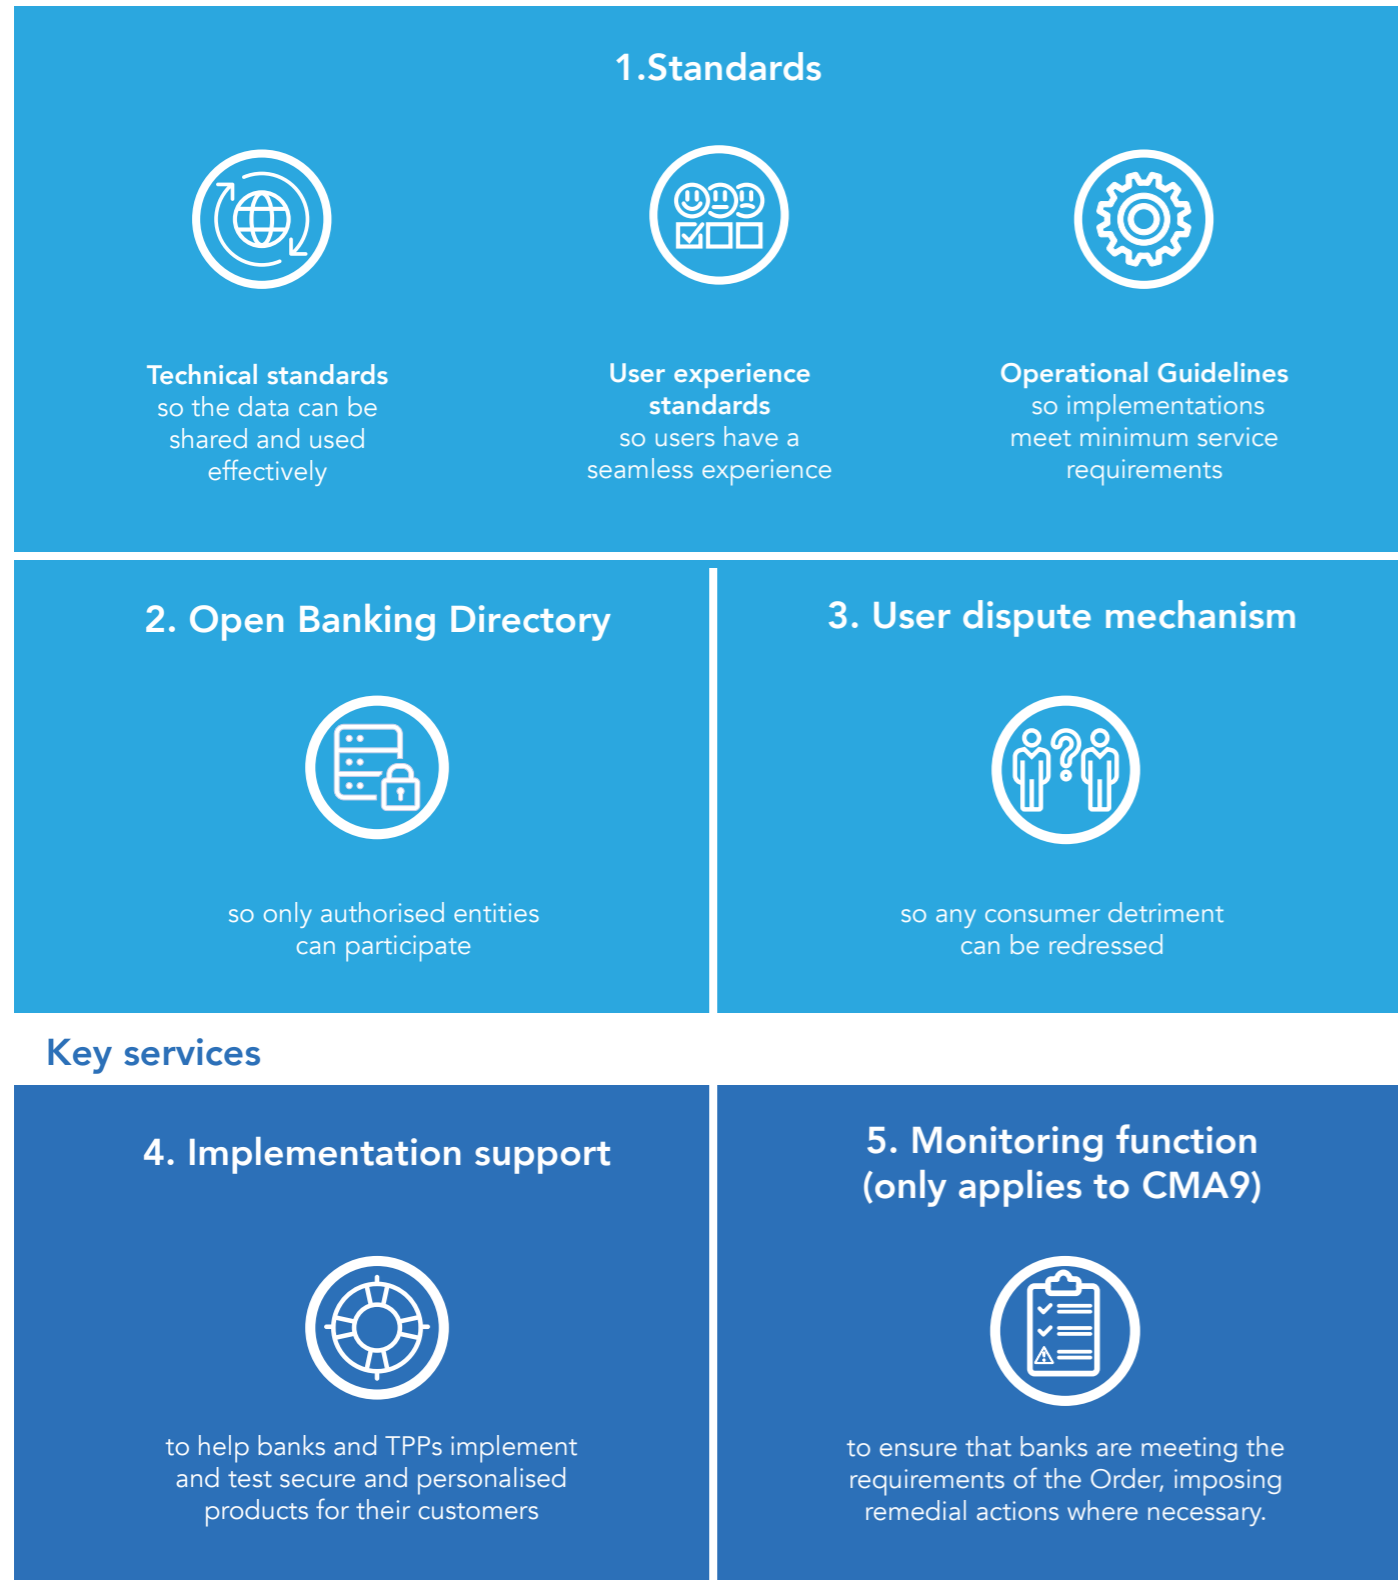 1.Standards
Technical standards
so the data can be
shared and used
effectively
User experience
standards
so users have a
seamless experience
Operational Guidelines
so implementations
meet minimum service
requirements
2. Open Banking Directory
so only authorised entities
can participate
3. User dispute mechanism
so any consumer detriment
can be redressed
Key services
4. Implementation support
to help banks and TPPs implement
and test secure and personalised
products for their customers
5. Monitoring function
(only applies to CMA9)
to ensure that banks are meeting the
requirements of the Order, imposing
remedial actions where necessary.